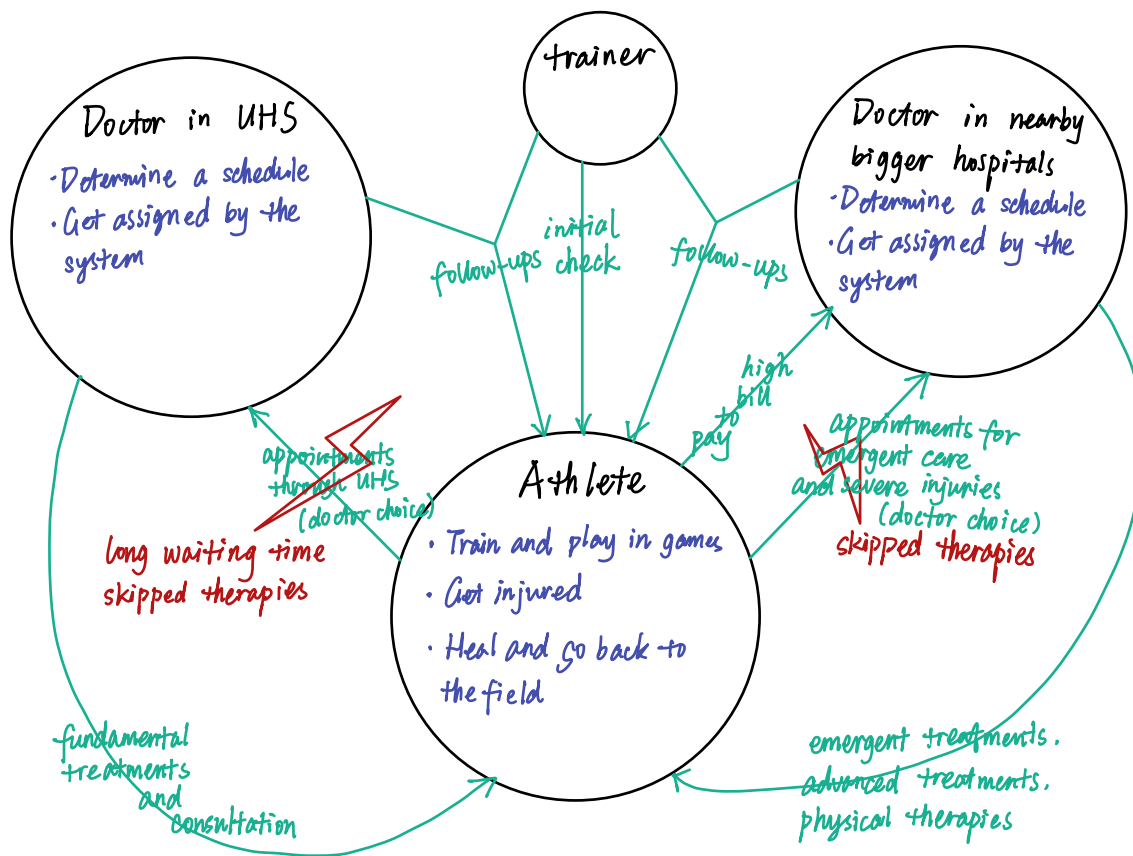 trainer
Doctor in UHS
· Determine a schedule
· Get assigned by the
system
Doctor in nearby
bigger hospitals
· Determine a schedule
· Get assigned by the
system
follow-ups
initial
check
follow-ups
high
bill
to
pay
appointments
through UHS
(doctor choice)
long waiting time
skipped therapies
appointments for
emergent care
and severe injuries
(doctor choice)
skipped therapies
Athlete
· Train and play in games
· Get injured
· Heal and go back to
the field
fundamental
treatments
and
consultation
emergent treatments.
advanced treatments.
physical therapies